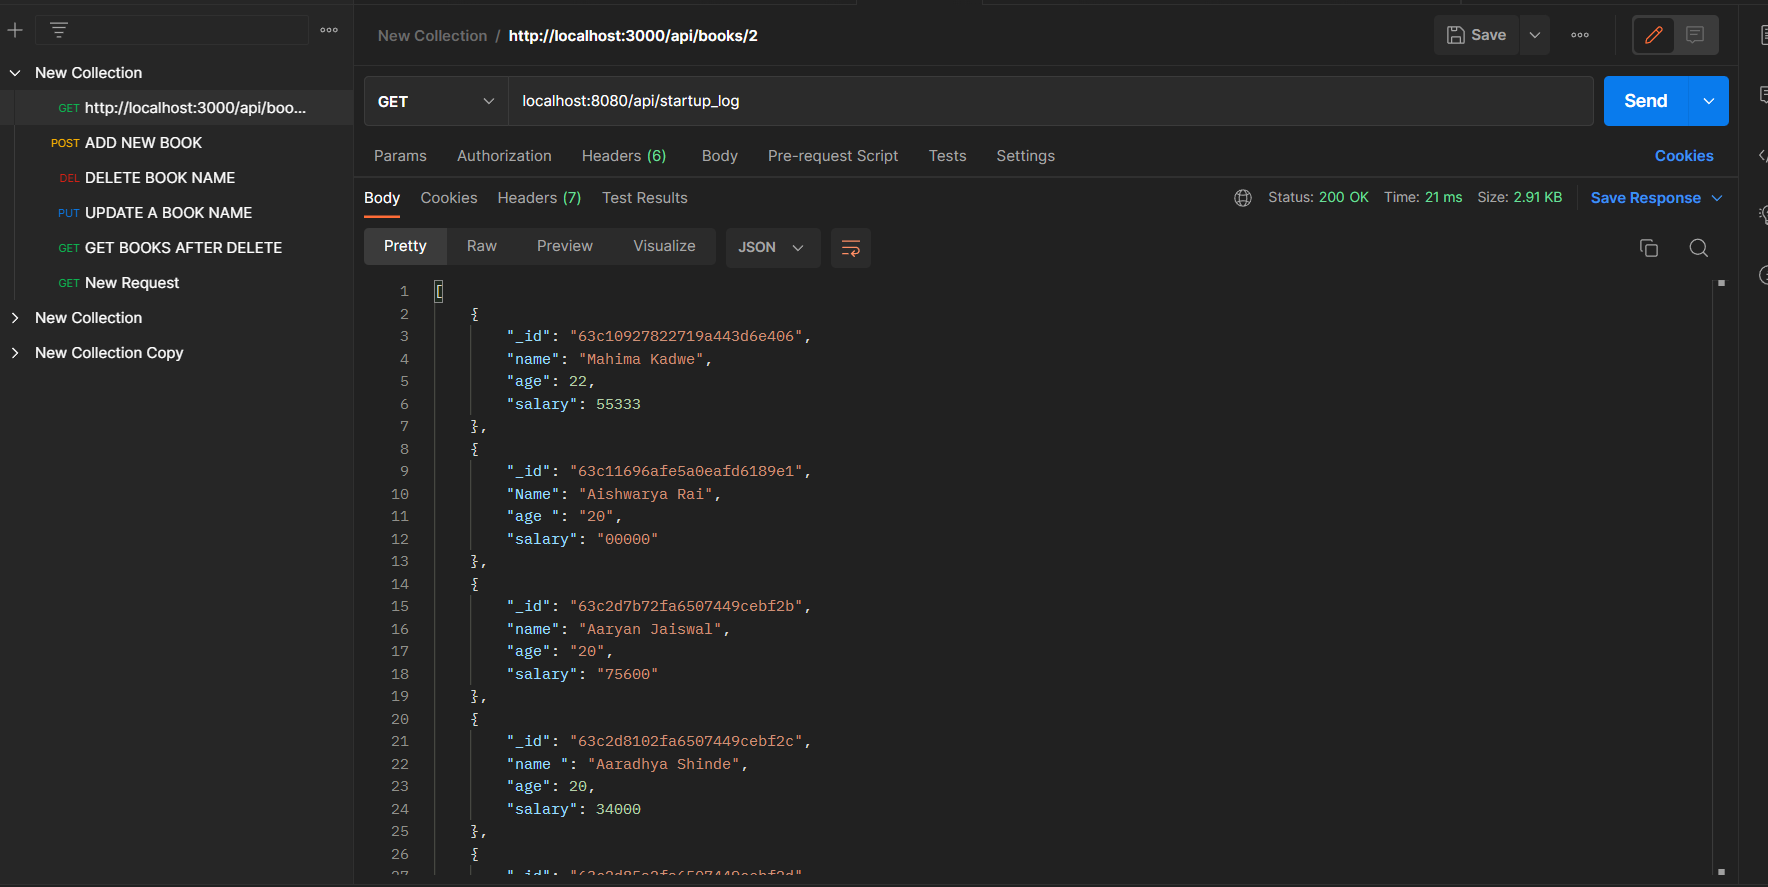 New Collection
GET http://localhost:3000/api/boo...
POST ADD NEW BOOK
DEL DELETE BOOK NAME
PUT UPDATE A BOOK NAME
GET GET BOOKS AFTER DELETE
GET New Request
New Collection
New Collection Copy
New Collection / http://localhost:3000/api/books/2
Save
GET localhost:8080/api/startup_log
Send
Params Authorization Headers (6) Body Pre-request Script Tests Settings Cookies
Body Cookies Headers (7) Test Results Status: 200 OK Time: 21 ms Size: 2.91 KB Save Response
Pretty Raw Preview Visualize JSON
1 [
2 {
3 "_id": "63c10927822719a443d6e406",
4 "name": "Mahima Kadwe",
5 "age": 22,
6 "salary": 55333
7 },
8 {
9 "_id": "63c11696afe5a0eafd6189e1",
10 "Name": "Aishwarya Rai",
11 "age ": "20",
12 "salary": "00000"
13 },
14 {
15 "_id": "63c2d7b72fa6507449cebf2b",
16 "name": "Aaryan Jaiswal",
17 "age": "20",
18 "salary": "75600"
19 },
20 {
21 "_id": "63c2d8102fa6507449cebf2c",
22 "name ": "Aaradhya Shinde",
23 "age": 20,
24 "salary": 34000
25 },
26 {
27 "_id":